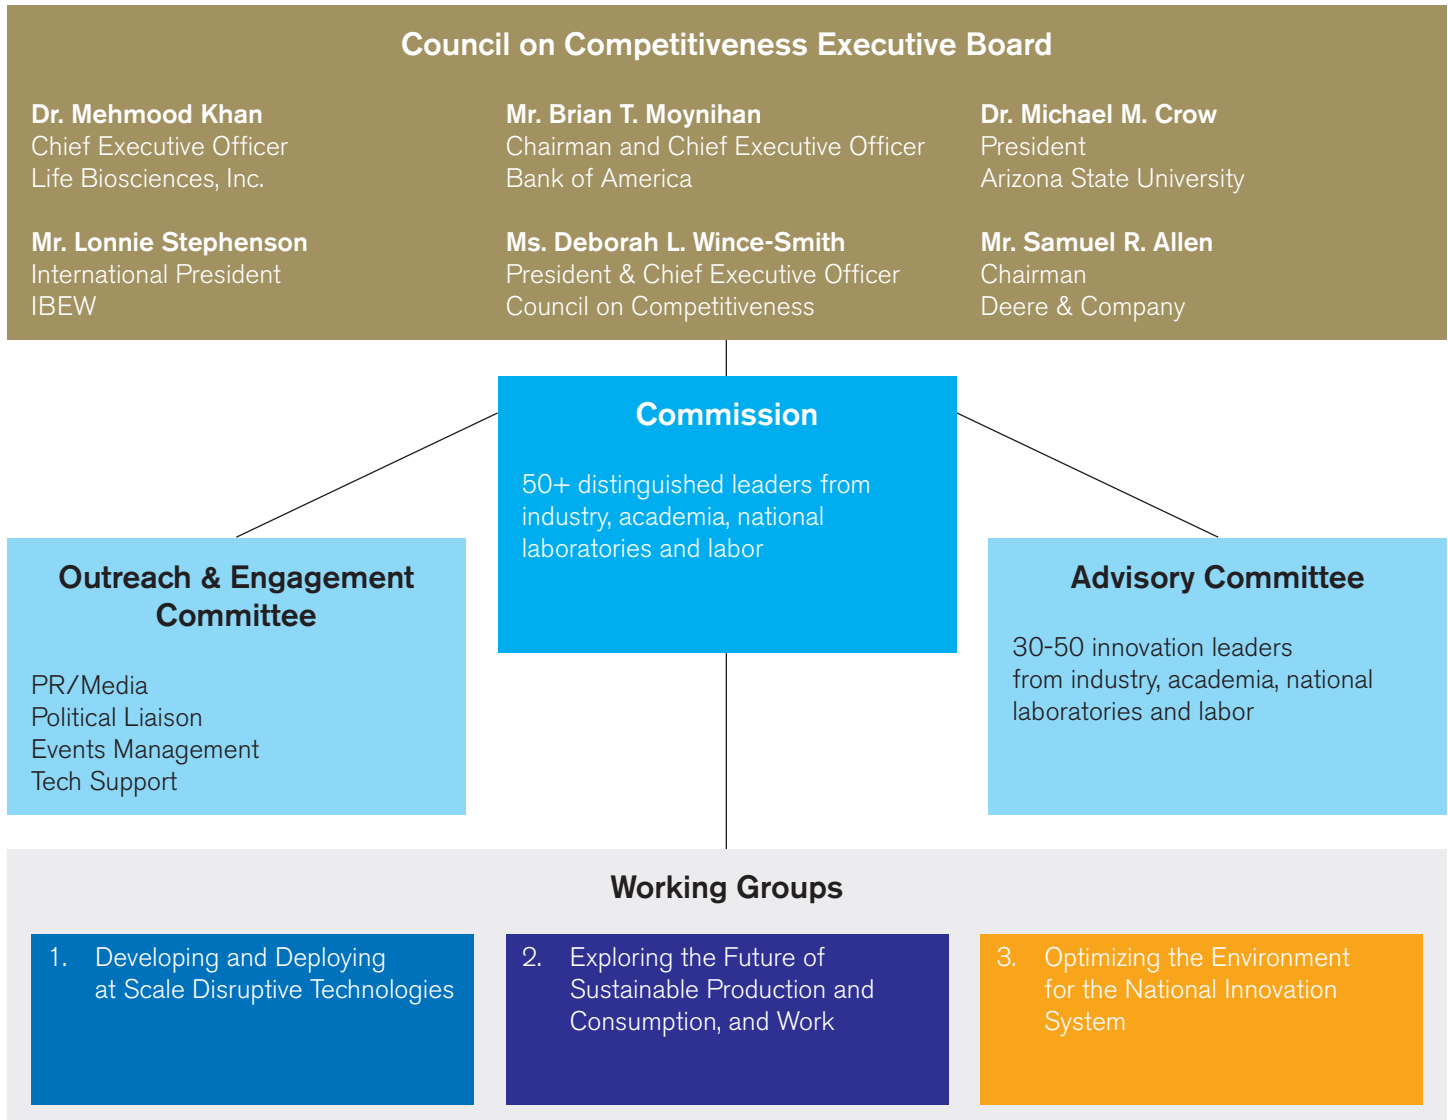 Council on Competitiveness Executive Board
Dr. Mehmood Khan
Chief Executive Officer
Life Biosciences, Inc.
Mr. Brian T. Moynihan
Chairman and Chief Executive Officer
Bank of America
Dr. Michael M. Crow
President
Arizona State University
Mr. Lonnie Stephenson
International President
IBEW
Ms. Deborah L. Wince-Smith
President & Chief Executive Officer
Council on Competitiveness
Mr. Samuel R. Allen
Chairman
Deere & Company
Commission
50+ distinguished leaders from
industry, academia, national
laboratories and labor
Outreach & Engagement
Committee
PR/Media
Political Liaison
Events Management
Tech Support
Advisory Committee
30-50 innovation leaders
from industry, academia, national
laboratories and labor
Working Groups
1. Developing and Deploying
at Scale Disruptive Technologies
2. Exploring the Future of
Sustainable Production and
Consumption, and Work
3. Optimizing the Environment
for the National Innovation
System